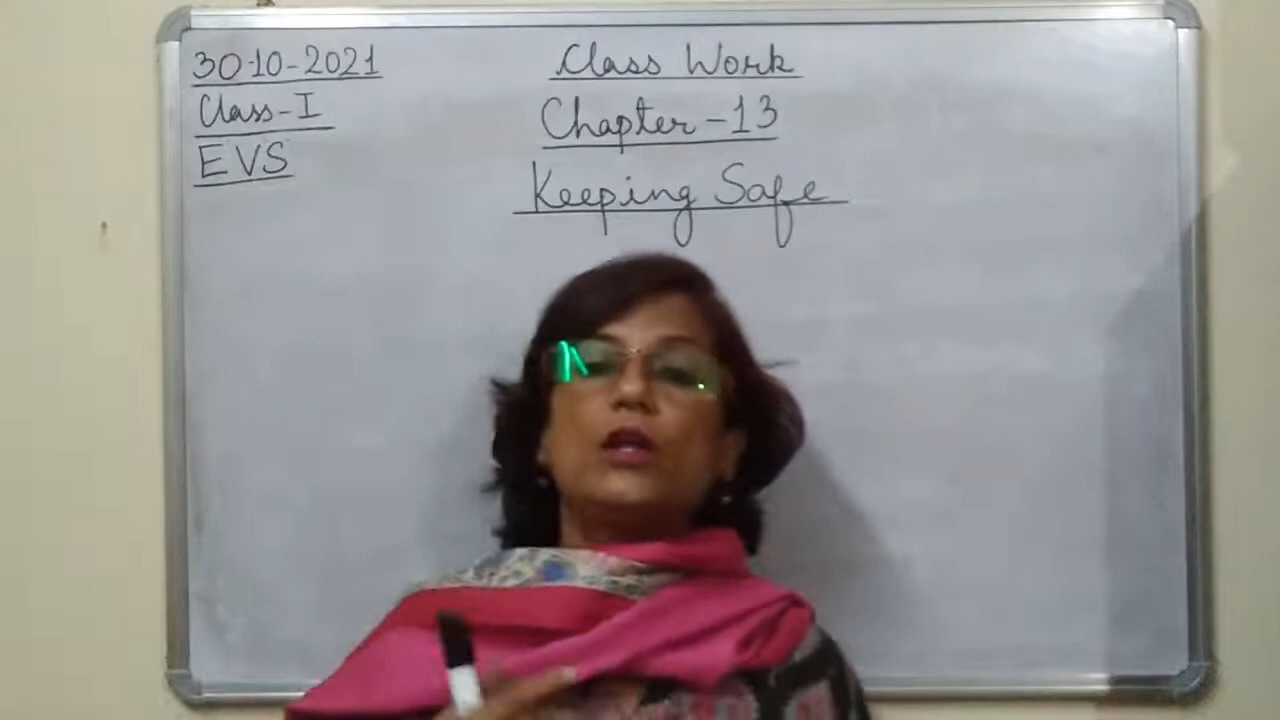 30-10-2021
Class-I
EVS
Class Work
Chapter-13
Keeping Safe